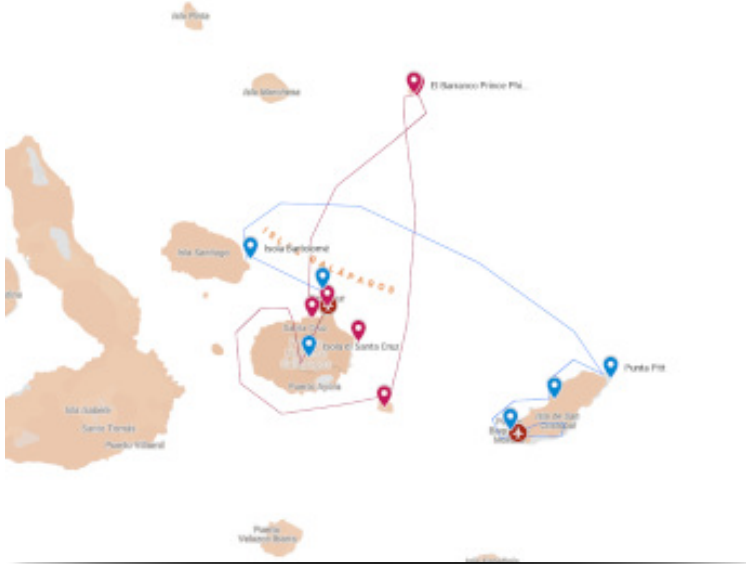 Isla Pinta
Isla Marchena
El Barranco Prince Phi...
ISL
GALÁPAGOS
Isla Santiago
Isola Bartolomé
Santa Cruz
Isola di Santa Cruz
Puerto Ayora
Punta Pitt
Isla Isabela
Santo Tomás
Puerto Villamil
Isla de San
Cristóbal
Puerto
Velasco Ibarra